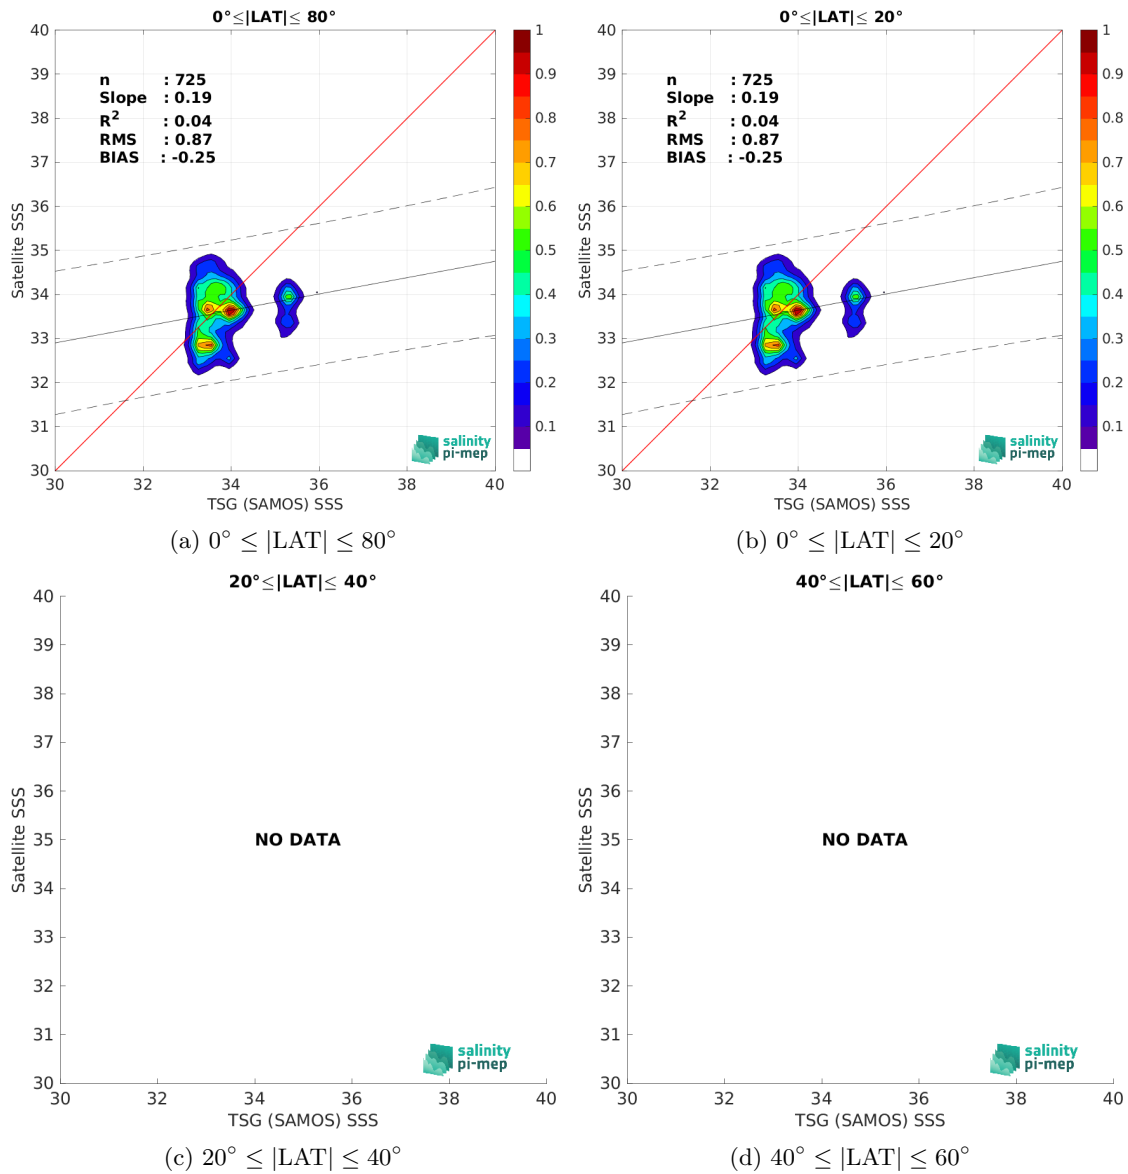 0°≤|LAT|≤ 80°
40
39
38
37
36
35
34
33
32
31
30
n : 725
Slope : 0.19
R² : 0.04
RMS : 0.87
BIAS : -0.25
1
0.9
0.8
0.7
0.6
0.5
0.4
0.3
0.2
0.1
Satellite SSS
salinity
pi-mep
30 32 34 36 38 40
TSG (SAMOS) SSS
(a) 0° ≤ |LAT| ≤ 80°
0°≤|LAT|≤ 20°
40
39
38
37
36
35
34
33
32
31
30
n : 725
Slope : 0.19
R² : 0.04
RMS : 0.87
BIAS : -0.25
1
0.9
0.8
0.7
0.6
0.5
0.4
0.3
0.2
0.1
Satellite SSS
salinity
pi-mep
30 32 34 36 38 40
TSG (SAMOS) SSS
(b) 0° ≤ |LAT| ≤ 20°
20°≤|LAT|≤ 40°
40
39
38
37
36
35
34
33
32
31
30
Satellite SSS
NO DATA
salinity
pi-mep
30 32 34 36 38 40
TSG (SAMOS) SSS
(c) 20° ≤ |LAT| ≤ 40°
40°≤|LAT|≤ 60°
40
39
38
37
36
35
34
33
32
31
30
Satellite SSS
NO DATA
salinity
pi-mep
30 32 34 36 38 40
TSG (SAMOS) SSS
(d) 40° ≤ |LAT| ≤ 60°